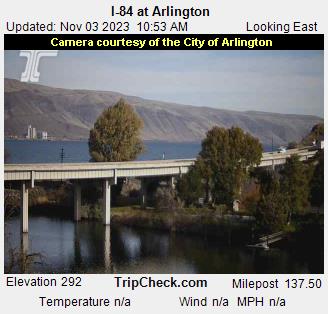 I-84 at Arlington
Updated: Nov 03 2023 10:53 AM Looking East
Camera courtesy of the City of Arlington
Elevation 292 TripCheck.com Milepost 137.50
Temperature n/a Wind n/a MPH n/a